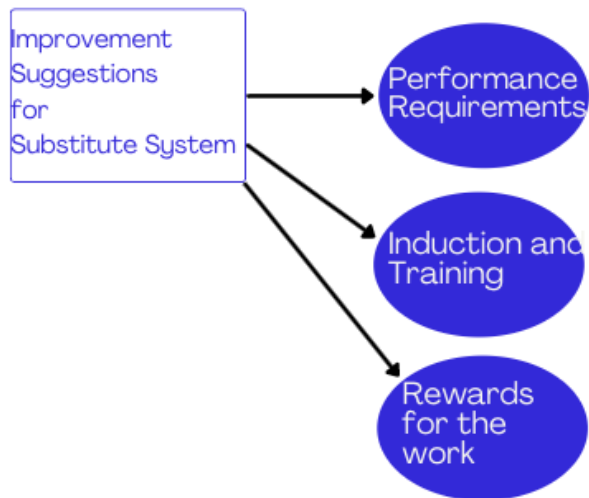 Improvement
Suggestions
for
Substitute System
Performance
Requirements
Induction and
Training
Rewards
for the
work